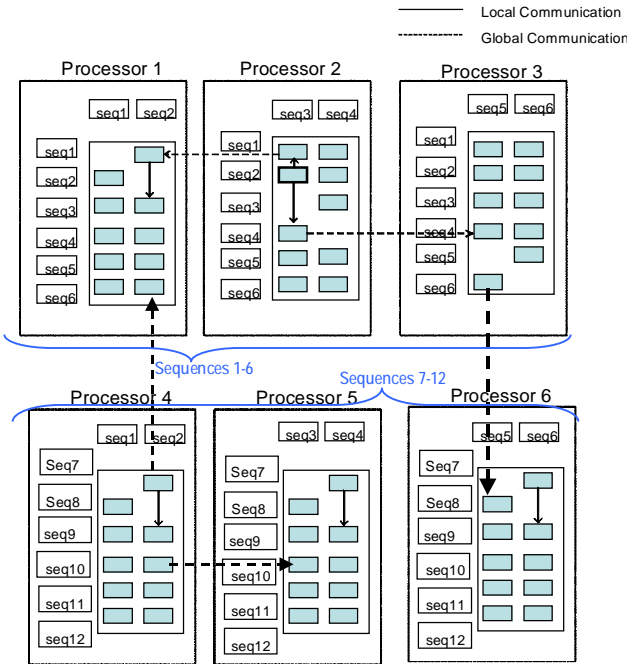 Local Communication
Global Communication
Processor 1
Processor 2
Processor 3
seq1 seq2
seq3 seq4
seq5 seq6
seq1
seq2
seq3
seq4
seq5
seq6
seq1
seq2
seq3
seq4
seq5
seq6
seq1
seq2
seq3
seq4
seq5
seq6
Sequences 1-6
Sequences 7-12
Processor 4
Processor 5
Processor 6
seq1 seq2
seq3 seq4
seq5 seq6
Seq7
Seq8
seq9
seq10
seq11
seq12
Seq7
Seq8
seq9
seq10
seq11
seq12
Seq7
Seq8
seq9
seq10
seq11
seq12